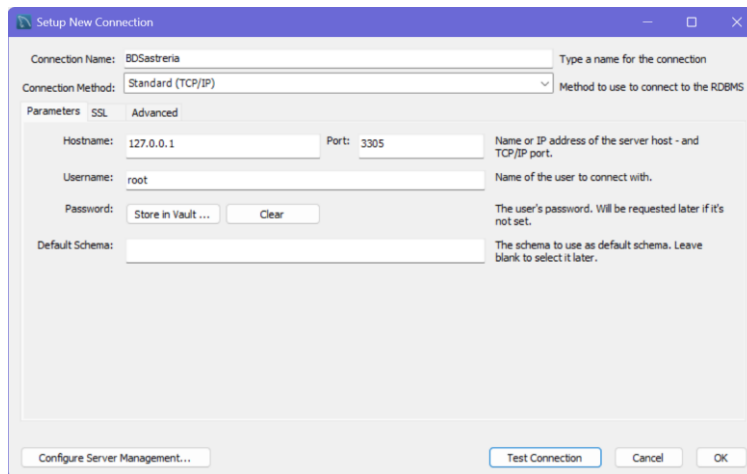 Setup New Connection
Connection Name: BDSastreria Type a name for the connection
Connection Method: Standard (TCP/IP) Method to use to connect to the RDBMS
Parameters SSL Advanced
Hostname: 127.0.0.1 Port: 3305 Name or IP address of the server host - and
TCP/IP port.
Username: root Name of the user to connect with.
Password: Store in Vault ... Clear The user's password. Will be requested later if it's
not set.
Default Schema: The schema to use as default schema. Leave
blank to select it later.
Configure Server Management... Test Connection Cancel OK